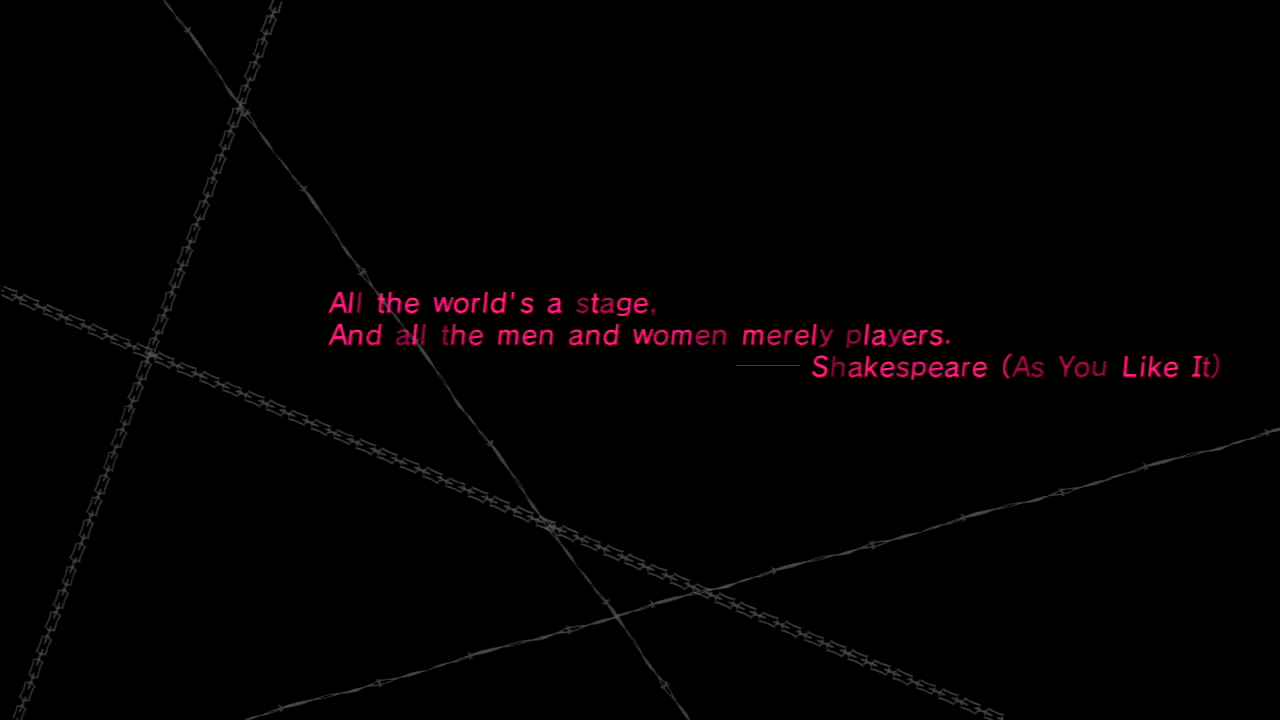 All the world's a stage,
And all the men and women merely players.
—— Shakespeare (As You Like It)